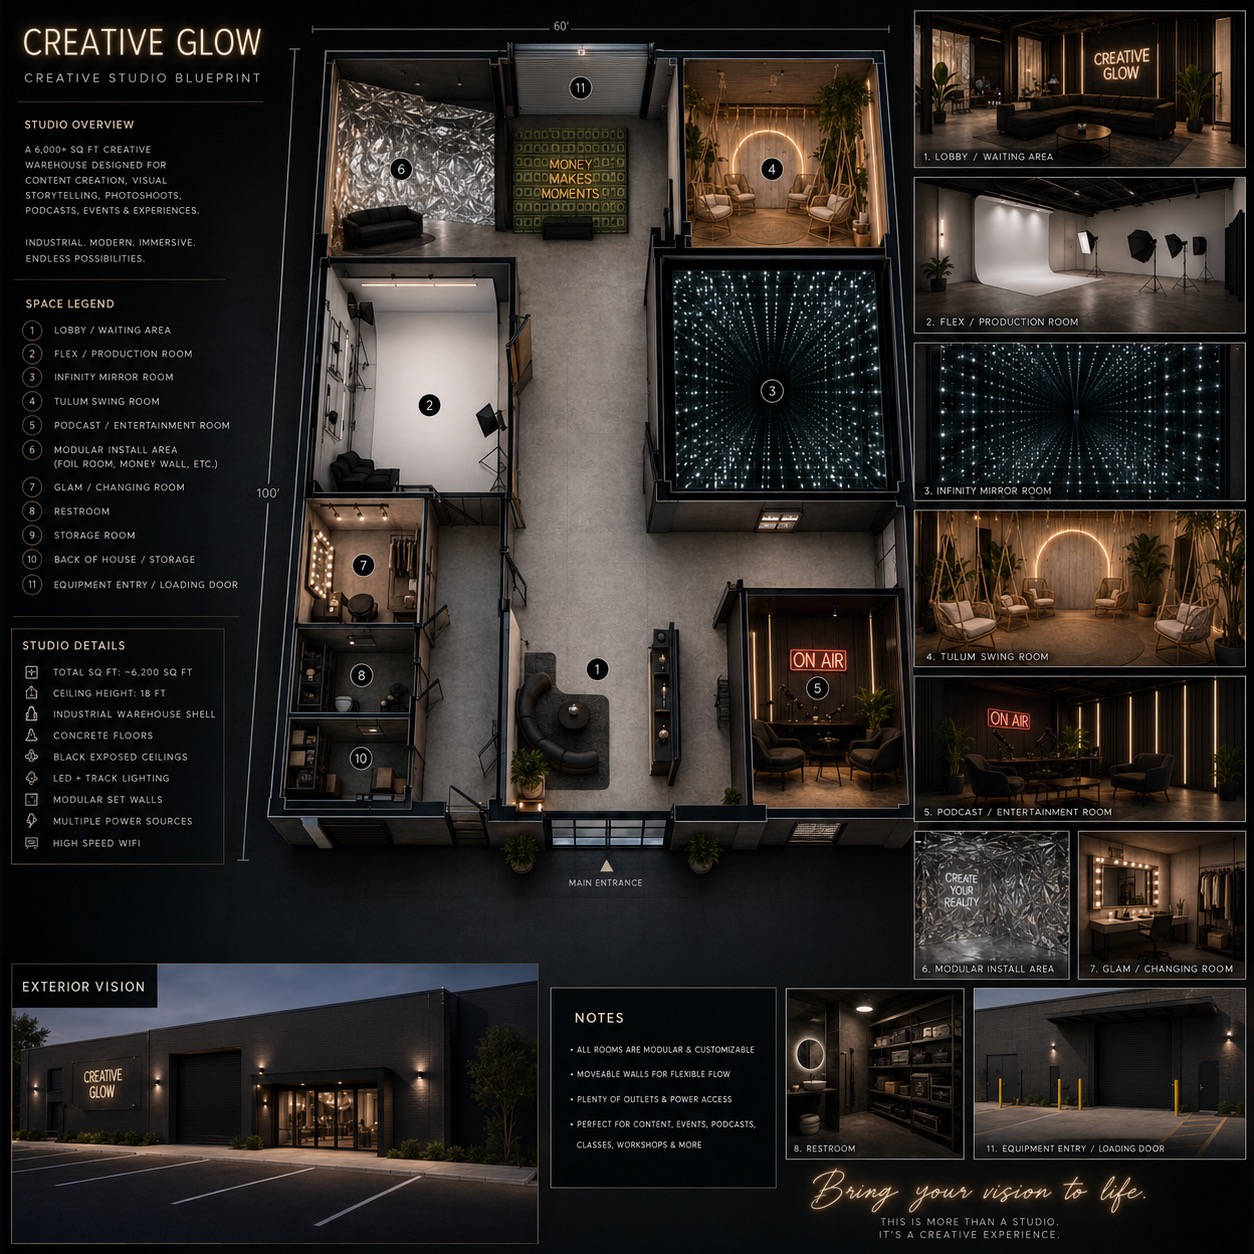 CREATIVE GLOW
CREATIVE STUDIO BLUEPRINT
STUDIO OVERVIEW
A 6,000+ SQ FT CREATIVE
WAREHOUSE DESIGNED FOR
CONTENT CREATION, VISUAL
STORYTELLING, PHOTOSHOOTS,
PODCASTS, EVENTS & EXPERIENCES.
INDUSTRIAL. MODERN. IMMERSIVE.
ENDLESS POSSIBILITIES.
SPACE LEGEND
1 LOBBY / WAITING AREA
2 FLEX / PRODUCTION ROOM
3 INFINITY MIRROR ROOM
4 TULUM SWING ROOM
5 PODCAST / ENTERTAINMENT ROOM
6 MODULAR INSTALL AREA
(FOIL ROOM, MONEY WALL, ETC.)
7 GLAM / CHANGING ROOM
8 RESTROOM
9 STORAGE ROOM
10 BACK OF HOUSE / STORAGE
11 EQUIPMENT ENTRY / LOADING DOOR
STUDIO DETAILS
TOTAL SQ FT: ~6,200 SQ FT
CEILING HEIGHT: 18 FT
INDUSTRIAL WAREHOUSE SHELL
CONCRETE FLOORS
BLACK EXPOSED CEILINGS
LED + TRACK LIGHTING
MODULAR SET WALLS
MULTIPLE POWER SOURCES
HIGH SPEED WIFI
60'
100'
11
6
MONEY
MAKES
MOMENTS
4
2
3
7
8
10
1
ON AIR
5
MAIN ENTRANCE
CREATIVE
GLOW
1. LOBBY / WAITING AREA
2. FLEX / PRODUCTION ROOM
3. INFINITY MIRROR ROOM
4. TULUM SWING ROOM
ON AIR
5. PODCAST / ENTERTAINMENT ROOM
CREATE
YOUR
REALITY
6. MODULAR INSTALL AREA
7. GLAM / CHANGING ROOM
EXTERIOR VISION
CREATIVE
GLOW
NOTES
• ALL ROOMS ARE MODULAR & CUSTOMIZABLE
• MOVEABLE WALLS FOR FLEXIBLE FLOW
• PLENTY OF OUTLETS & POWER ACCESS
• PERFECT FOR CONTENT, EVENTS, PODCASTS,
CLASSES, WORKSHOPS & MORE
8. RESTROOM
11. EQUIPMENT ENTRY / LOADING DOOR
Bring your vision to life.
THIS IS MORE THAN A STUDIO.
IT'S A CREATIVE EXPERIENCE.